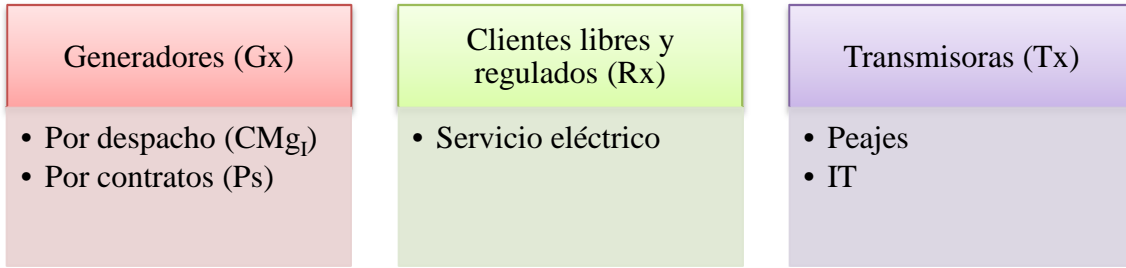 Generadores (Gx)
• Por despacho (CMgI)
• Por contratos (Ps)
Clientes libres y
regulados (Rx)
• Servicio eléctrico
Transmisoras (Tx)
• Peajes
• IT